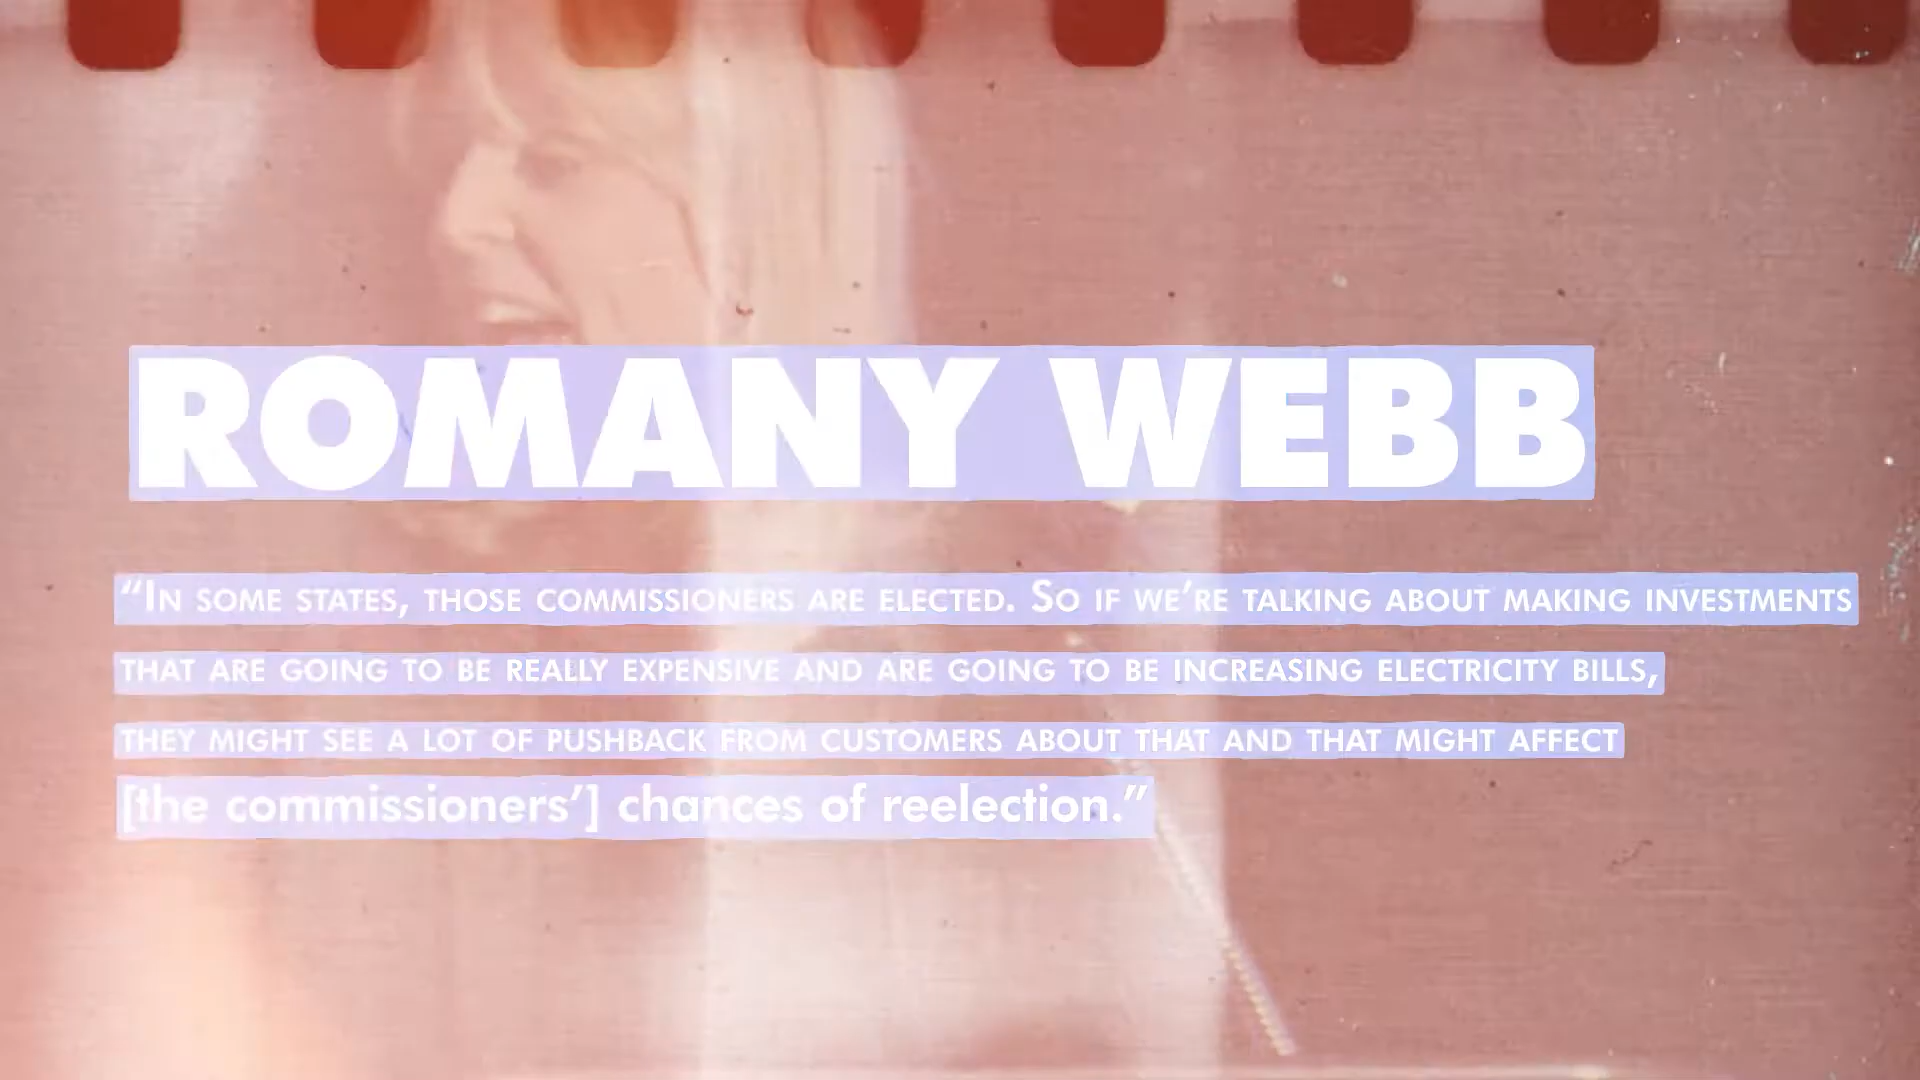 ROMANY WEBB
“In some states, those commissioners are elected. So if we’re talking about making investments
that are going to be really expensive and are going to be increasing electricity bills,
they might see a lot of pushback from customers about that and that might affect
[the commissioners’] chances of reelection.”